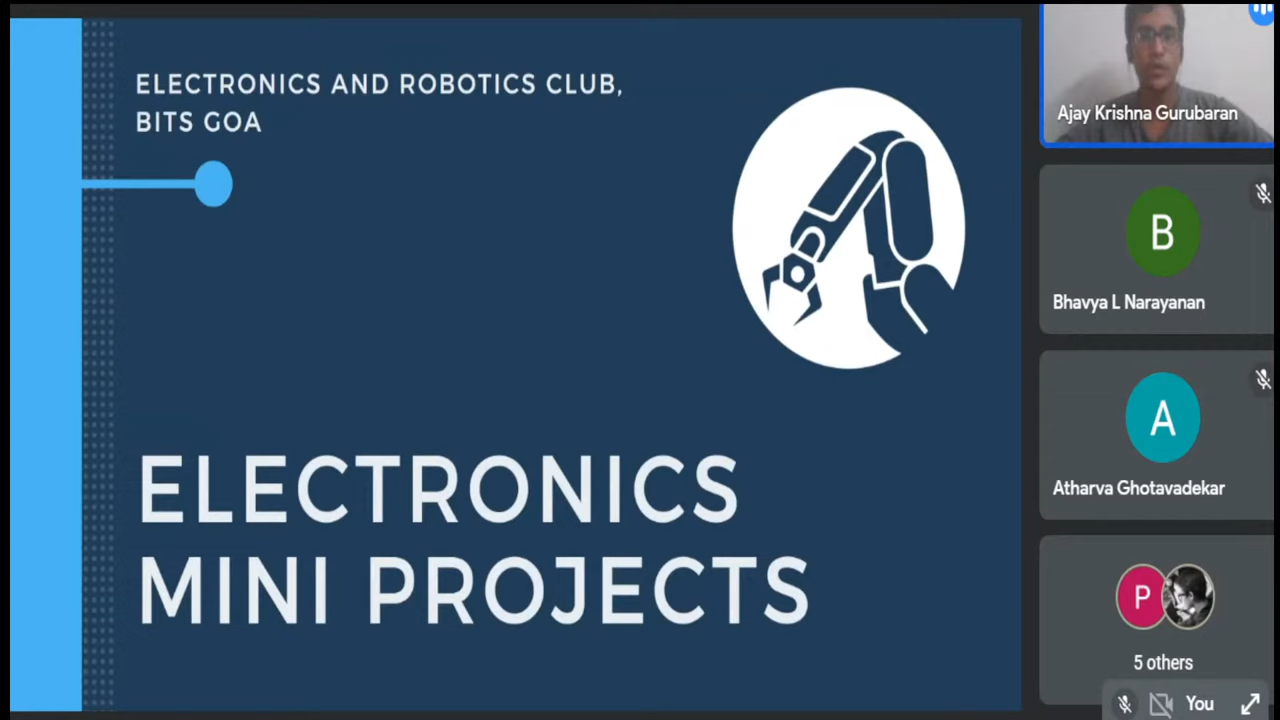 ELECTRONICS AND ROBOTICS CLUB,
BITS GOA
ELECTRONICS
MINI PROJECTS
Ajay Krishna Gurubaran
B
Bhavya L Narayanan
A
Atharva Ghotavadekar
P
5 others
You